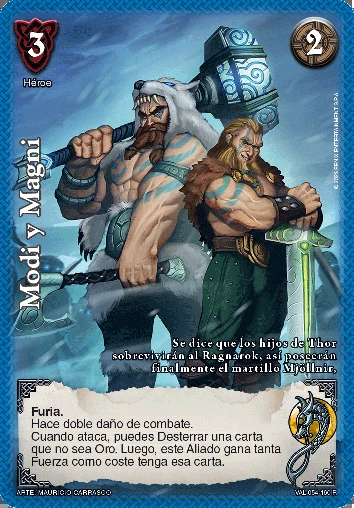 3
2
Héroe
Modi y Magni
Se dice que los hijos de Thor
sobrevivirán al Ragnarok, así poseerán
finalmente el martillo Mjöllnir.
Furia.
Hace doble daño de combate.
Cuando ataca, puedes Desterrar una carta
que no sea Oro. Luego, este Aliado gana tanta
Fuerza como coste tenga esa carta.
ARTE: MAURICIO CARRASCO